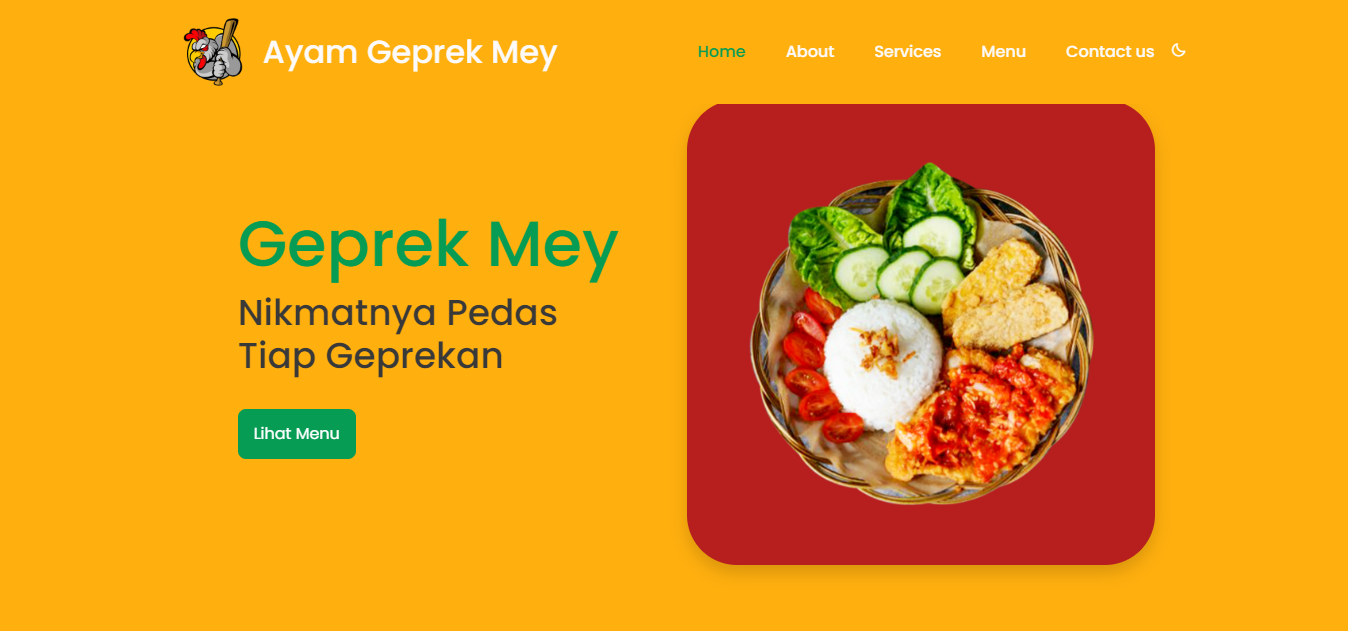 Ayam Geprek Mey
Home About Services Menu Contact us
Geprek Mey
Nikmatnya Pedas
Tiap Geprekan
Lihat Menu